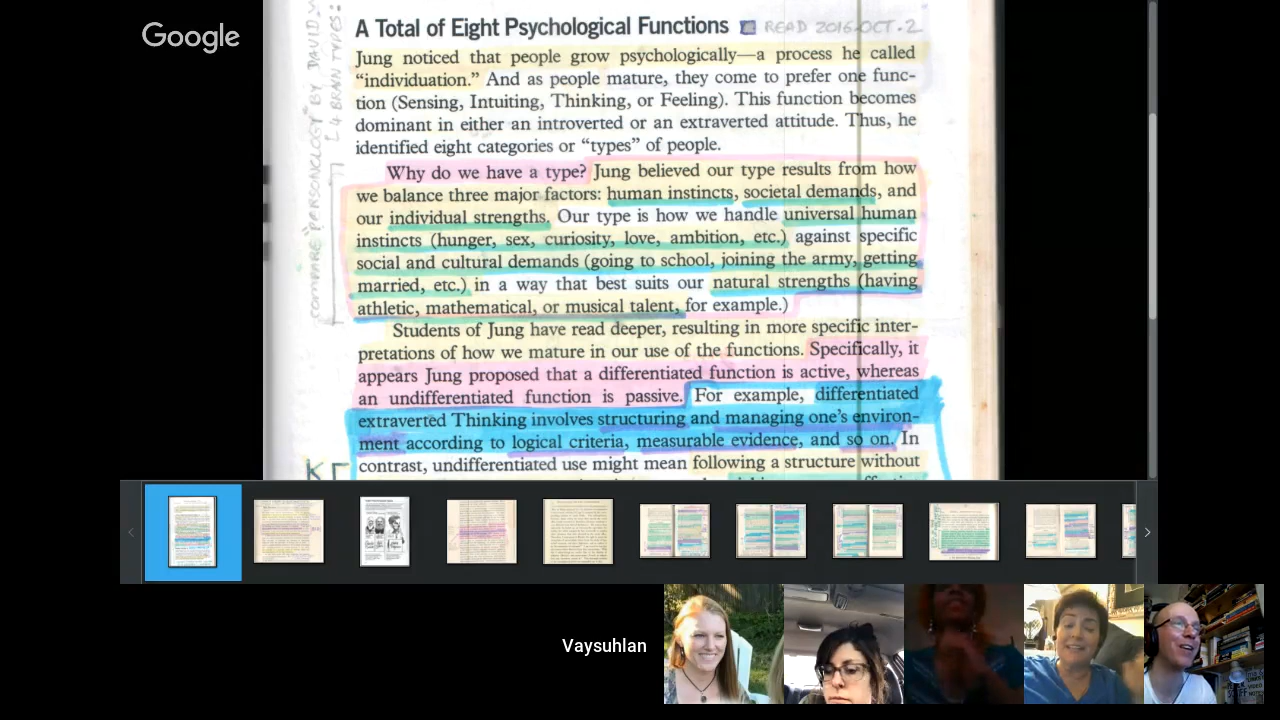 Google
A Total of Eight Psychological Functions READ 2016.OCT.2
Jung noticed that people grow psychologically—a process he called
“individuation.” And as people mature, they come to prefer one func-
tion (Sensing, Intuiting, Thinking, or Feeling). This function becomes
dominant in either an introverted or an extraverted attitude. Thus, he
identified eight categories or “types” of people.
Why do we have a type? Jung believed our type results from how
we balance three major factors: human instincts, societal demands, and
our individual strengths. Our type is how we handle universal human
instincts (hunger, sex, curiosity, love, ambition, etc.) against specific
social and cultural demands (going to school, joining the army, getting
married, etc.) in a way that best suits our natural strengths (having
athletic, mathematical, or musical talent, for example.)
Students of Jung have read deeper, resulting in more specific inter-
pretations of how we mature in our use of the functions. Specifically, it
appears Jung proposed that a differentiated function is active, whereas
an undifferentiated function is passive. For example, differentiated
extraverted Thinking involves structuring and managing one’s environ-
ment according to logical criteria, measurable evidence, and so on. In
contrast, undifferentiated use might mean following a structure without
COMPARE "PERSONOLOGY" BY DAVID
4 BRAIN TYPES:
Vaysuhlan